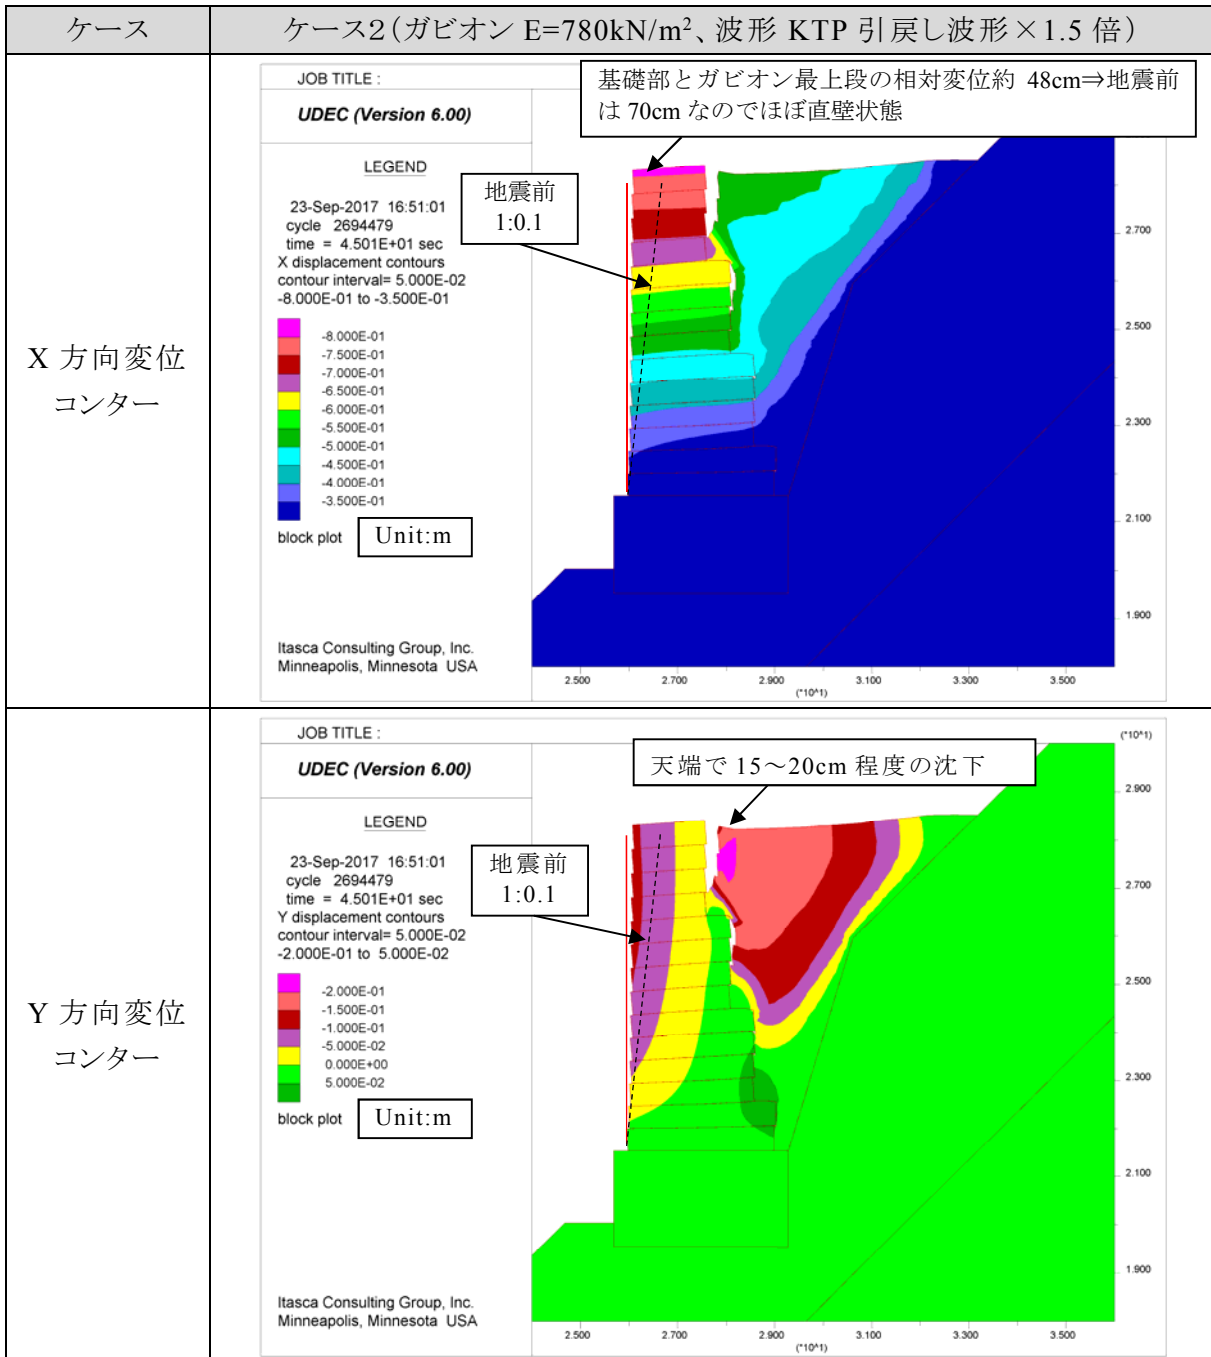 ケース
ケース2(ガビオン E=780kN/m²、波形 KTP 引戻し波形×1.5 倍)
X 方向変位
コンター
JOB TITLE :
UDEC (Version 6.00)
LEGEND
23-Sep-2017 16:51:01
cycle 2694479
time = 4.501E+01 sec
X displacement contours
contour interval= 5.000E-02
-8.000E-01 to -3.500E-01
-8.000E-01
-7.500E-01
-7.000E-01
-6.500E-01
-6.000E-01
-5.500E-01
-5.000E-01
-4.500E-01
-4.000E-01
-3.500E-01
block plot
Unit:m
Itasca Consulting Group, Inc.
Minneapolis, Minnesota USA
基礎部とガビオン最上段の相対変位約 48cm⇒地震前
は 70cm なのでほぼ直壁状態
地震前
1:0.1
2.700
2.500
2.300
2.100
1.900
2.500
2.700
2.900
3.100
3.300
3.500
(*10^1)
Y 方向変位
コンター
JOB TITLE :
(*10^1)
UDEC (Version 6.00)
LEGEND
23-Sep-2017 16:51:01
cycle 2694479
time = 4.501E+01 sec
Y displacement contours
contour interval= 5.000E-02
-2.000E-01 to 5.000E-02
-2.000E-01
-1.500E-01
-1.000E-01
-5.000E-02
0.000E+00
5.000E-02
block plot
Unit:m
Itasca Consulting Group, Inc.
Minneapolis, Minnesota USA
天端で 15～20cm 程度の沈下
地震前
1:0.1
2.900
2.700
2.500
2.300
2.100
1.900
2.500
2.700
2.900
3.100
3.300
3.500
(*10^1)